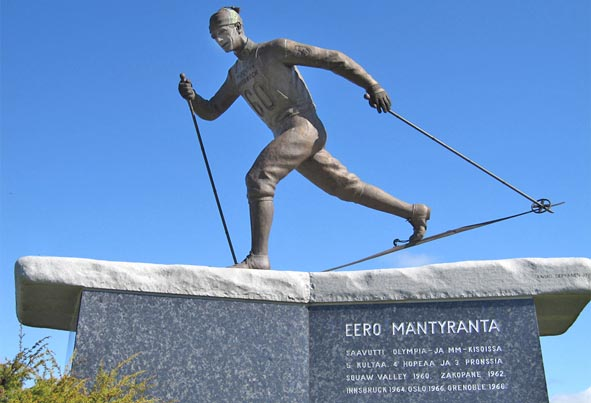 EERO MÄNTYRANTA
SAAVUTTI OLYMPIA-JA MM-KISOISSA
5 KULTAA 4 HOPEAA JA 3 PRONSSIA
SQUAW VALLEY 1960. ZAKOPANE 1962.
INNSBRUCK 1964. OSLO 1966. GRENOBLE 1968.